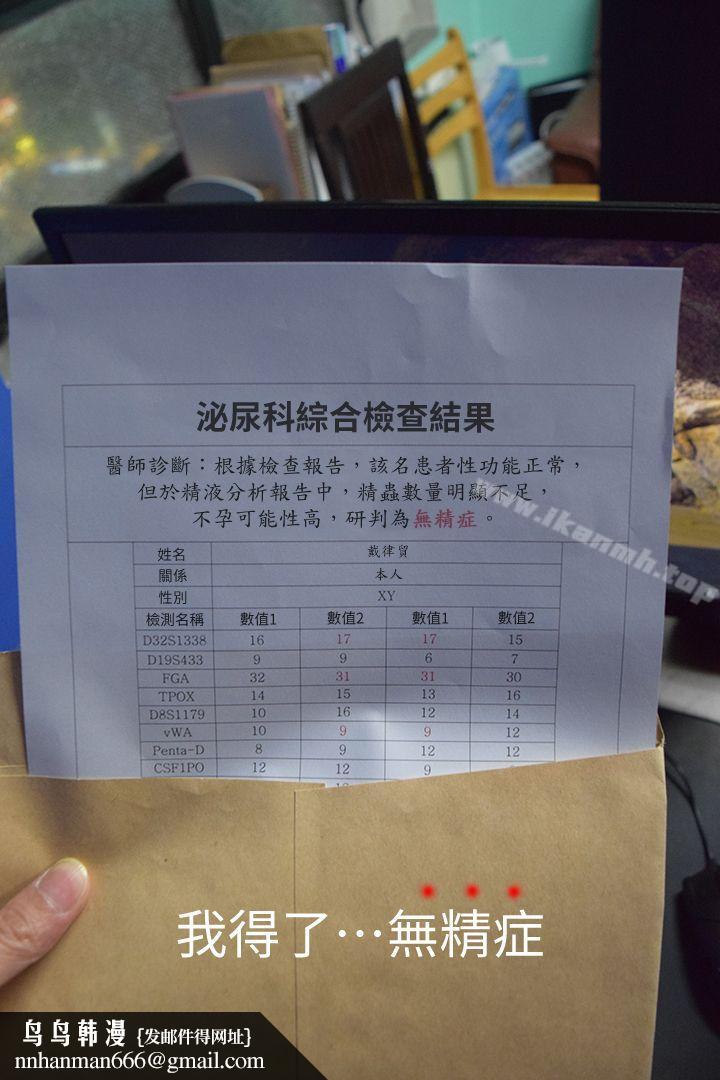 泌尿科綜合檢查結果
醫師診斷：根據檢查報告，該名患者性功能正常，
但於精液分析報告中，精蟲數量明顯不足，
不孕可能性高，研判為無精症。
www.ikanmh.top
姓名 戴律貿
關係 本人
性別 XY
檢測名稱 數值1 數值2 數值1 數值2
D32S1338 16 17 17 15
D19S433 9 9 6 7
FGA 32 31 31 30
TPOX 14 15 13 16
D8S1179 10 16 12 14
vWA 10 9 9 12
Penta-D 8 9 12 12
CSF1PO 12 12 9
我得了…無精症
鸟鸟韩漫 {发邮件得网址}
nnhanman666@gmail.com